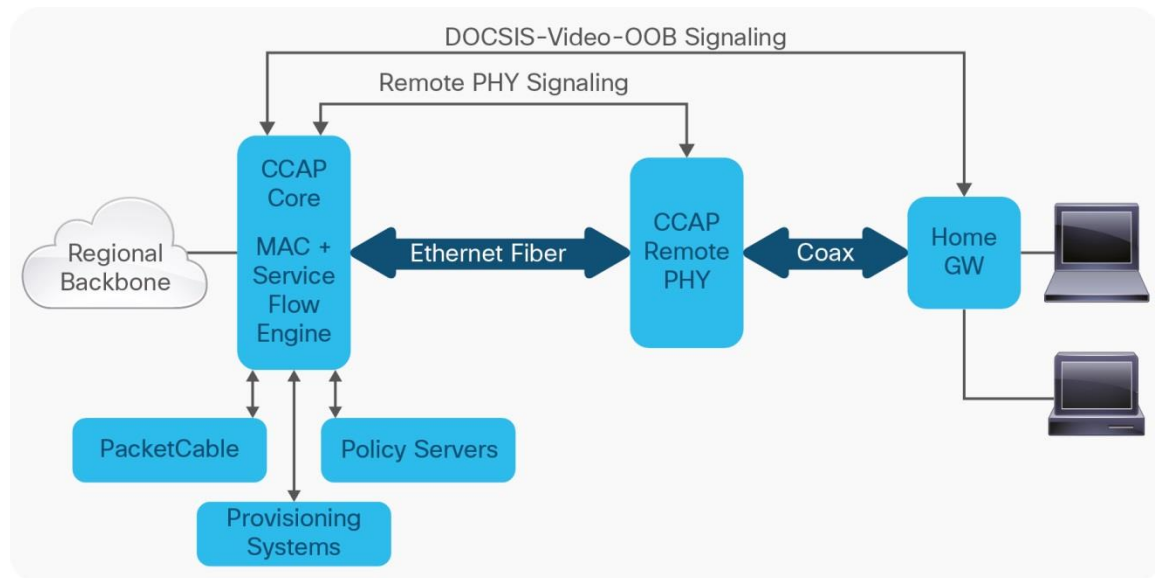 DOCSIS-Video-OOB Signaling
Remote PHY Signaling
CCAP
Core
MAC +
Service
Flow
Engine
Regional
Backbone
Ethernet Fiber
CCAP
Remote
PHY
Coax
Home
GW
PacketCable
Policy Servers
Provisioning
Systems